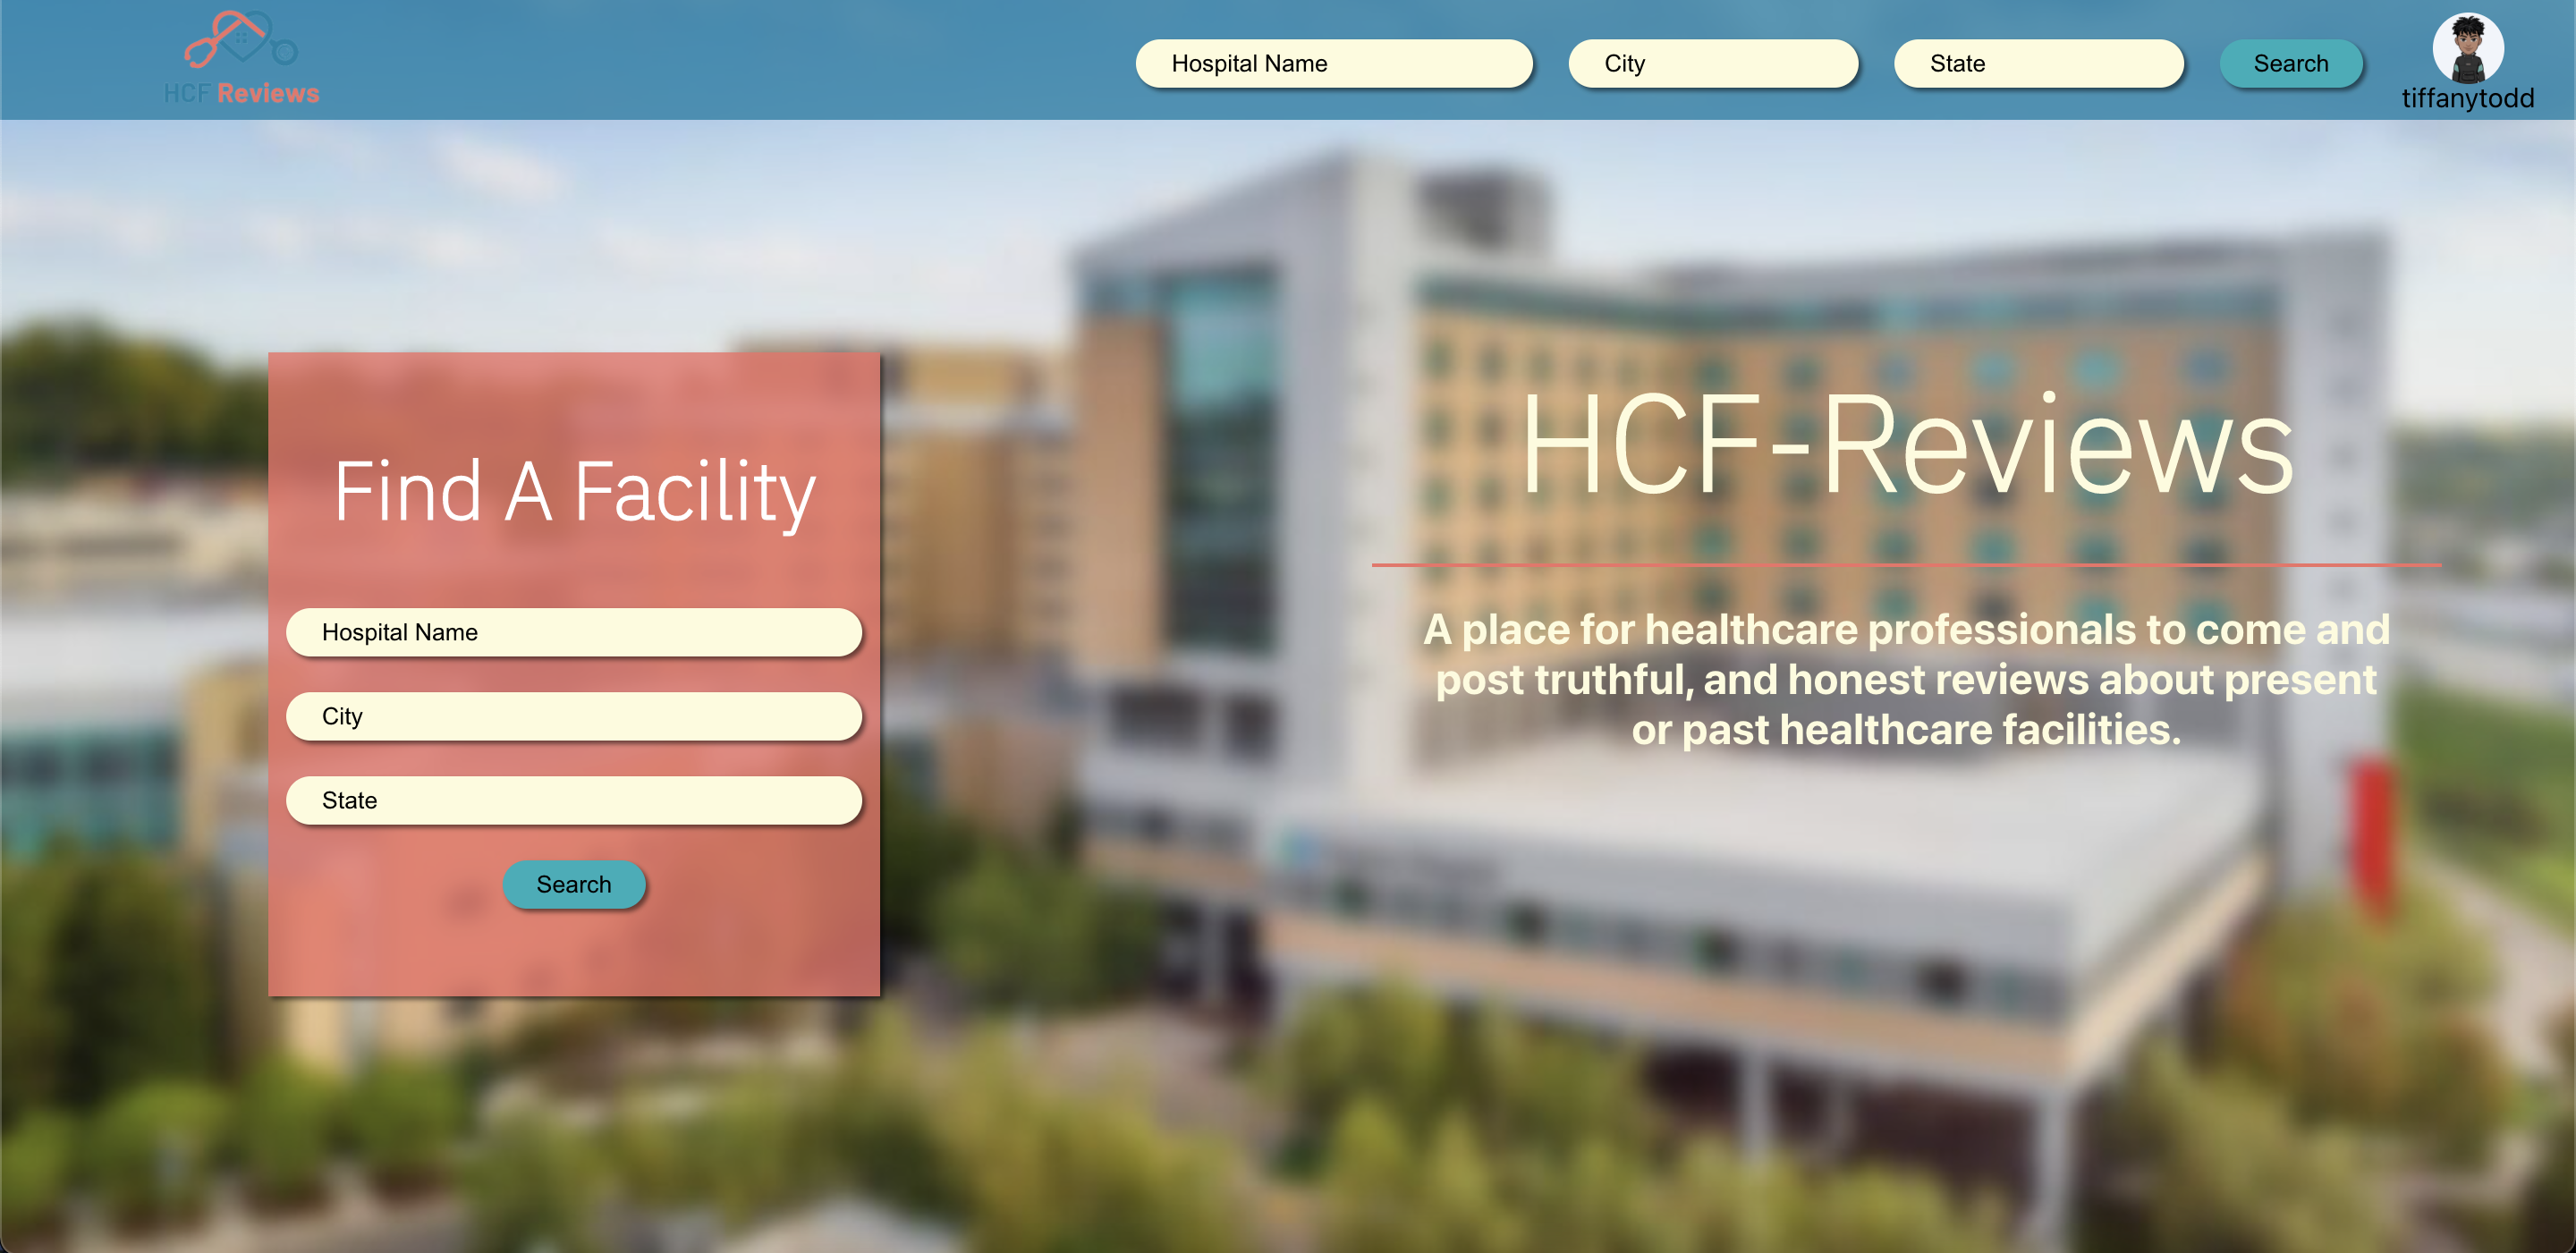 HCF Reviews
Hospital Name
City
State
Search
tiffanytodd
Find A Facility
Hospital Name
City
State
Search
HCF-Reviews
A place for healthcare professionals to come and
post truthful, and honest reviews about present
or past healthcare facilities.